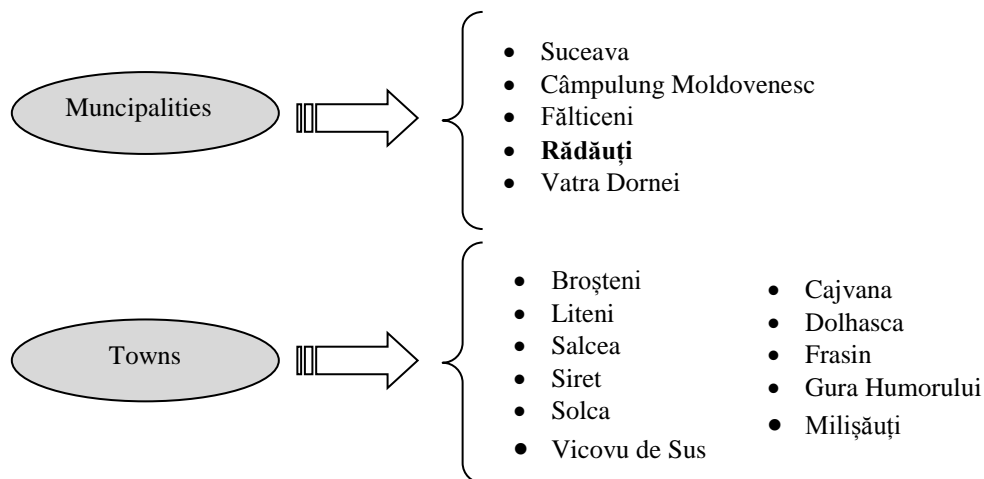 Muncipalities
• Suceava
• Câmpulung Moldovenesc
• Fălticeni
• Rădăuți
• Vatra Dornei
Towns
• Broșteni
• Liteni
• Salcea
• Siret
• Solca
• Vicovu de Sus
• Cajvana
• Dolhasca
• Frasin
• Gura Humorului
• Milișăuți